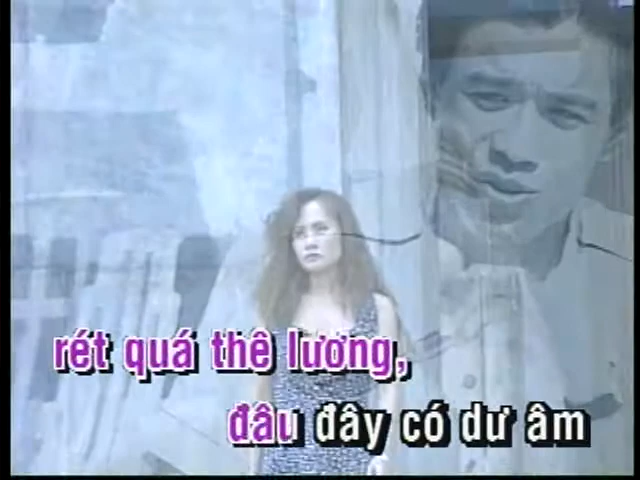 rét quá thê lương,
đâu đây có dư âm